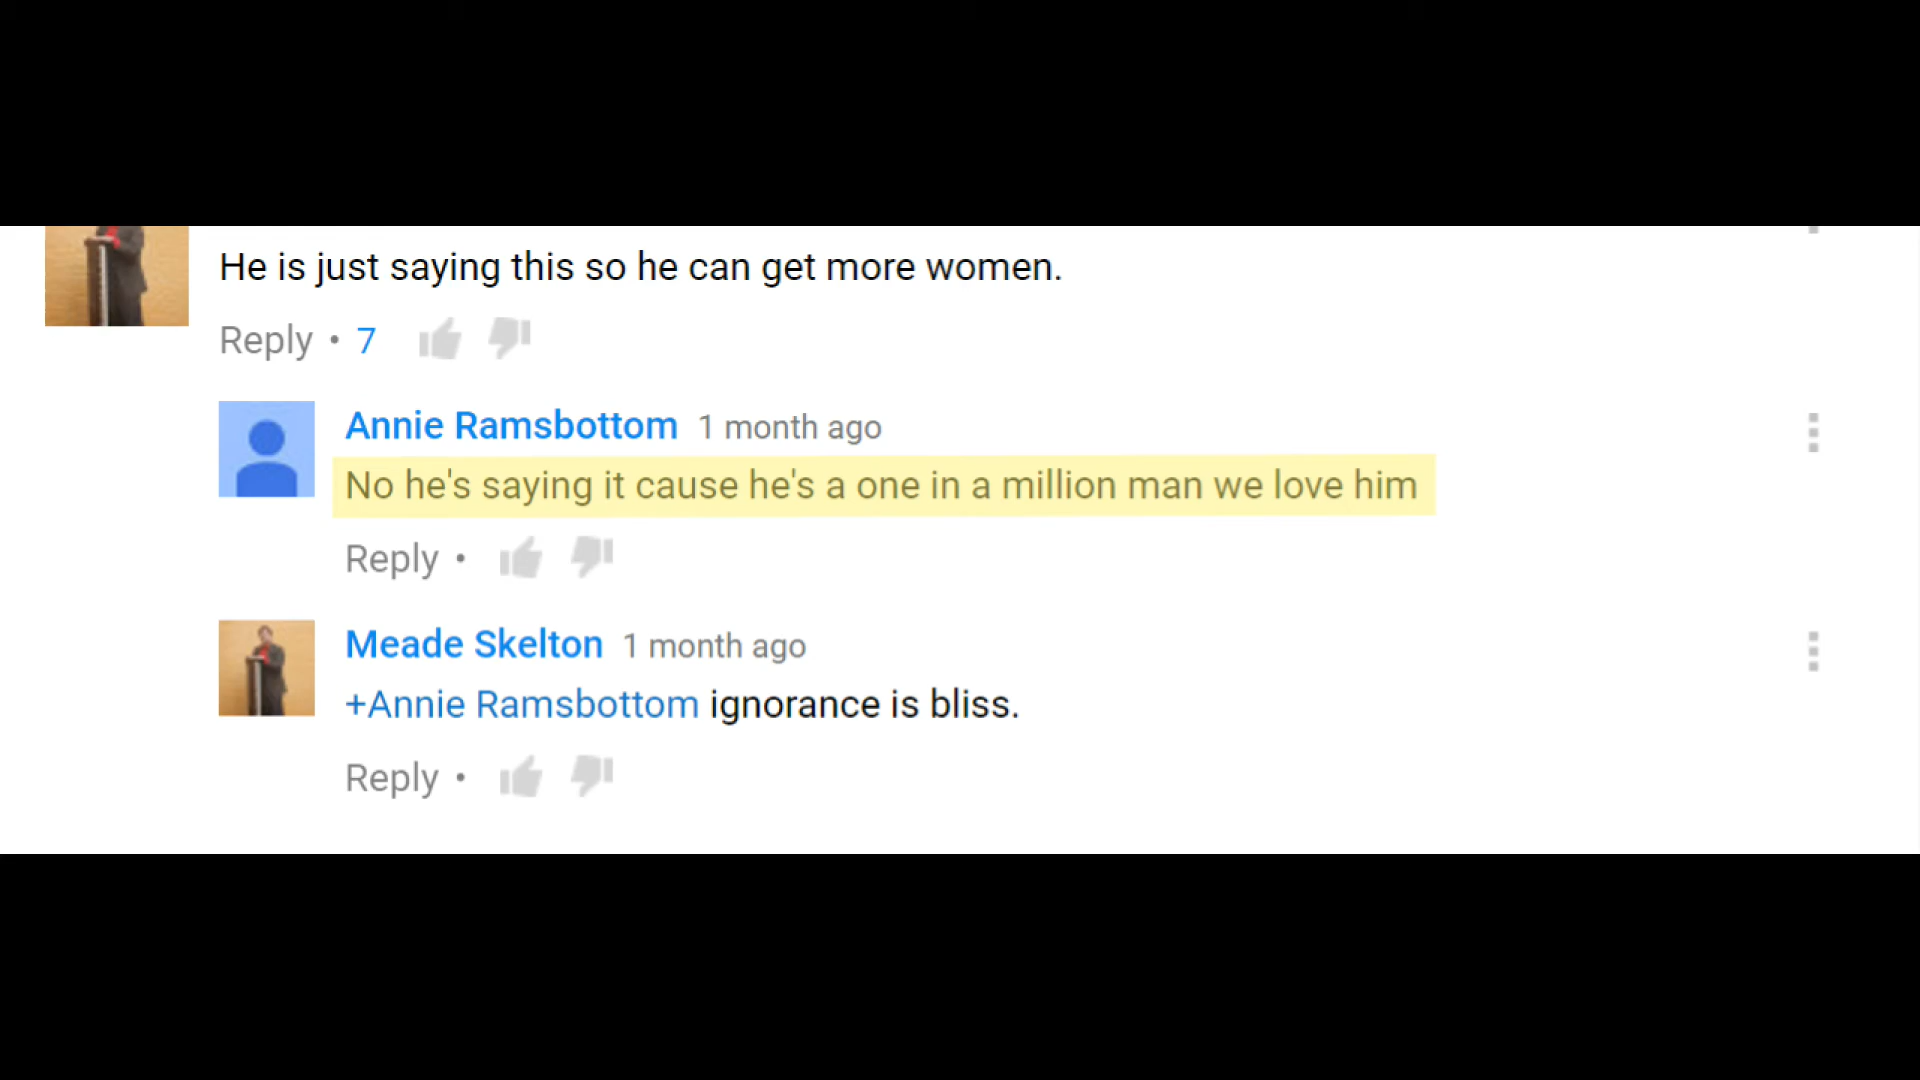 He is just saying this so he can get more women.
Reply • 7
Annie Ramsbottom 1 month ago
No he's saying it cause he's a one in a million man we love him
Reply •
Meade Skelton 1 month ago
+Annie Ramsbottom ignorance is bliss.
Reply •